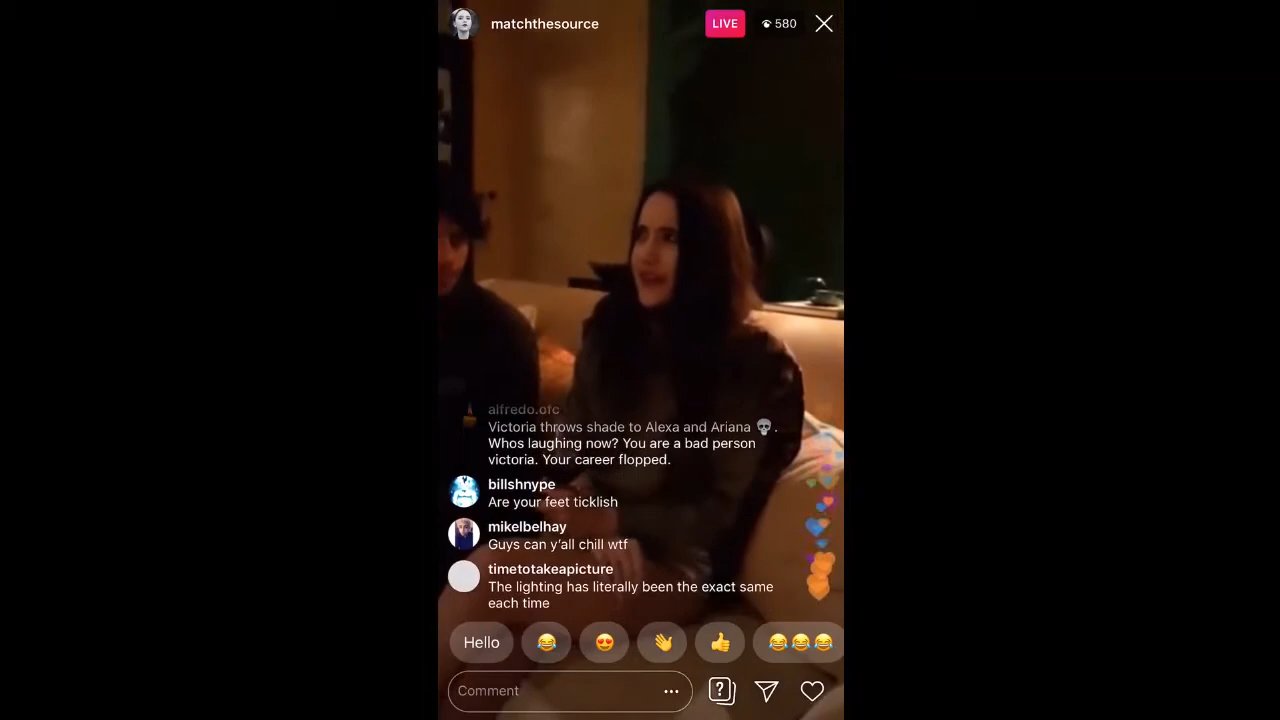 matchthesource
LIVE
580
alfredo.ofc
Victoria throws shade to Alexa and Ariana 💀.
Whos laughing now? You are a bad person
victoria. Your career flopped.
billshnype
Are your feet ticklish
mikelbelhay
Guys can y'all chill wtf
timetotakeapicture
The lighting has literally been the exact same
each time
Hello 😂 😍 👋 👍 😂😂😂
Comment ...